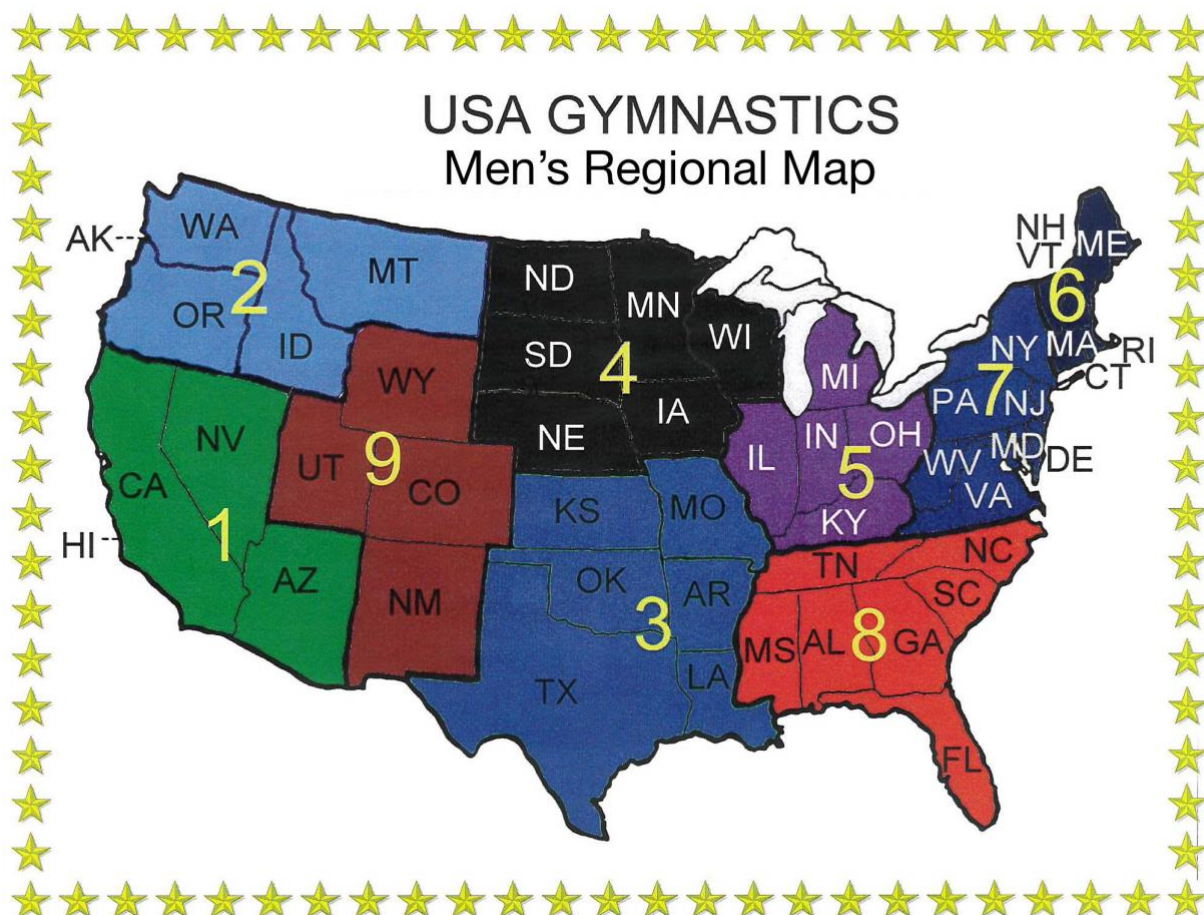 USA GYMNASTICS
Men's Regional Map
NH
VT
ME
AK
WA
MT
ND
MN
6
2
OR
ID
SD
WI
NY
MA
RI
4
MI
CT
WY
7
PA
NJ
NV
NE
IA
IN
OH
MD
UT
9
IL
WV
DE
CA
CO
5
VA
KS
MO
KY
HI
1
TN
NC
AZ
NM
OK
AR
SC
3
MS
AL
8
GA
TX
LA
FL